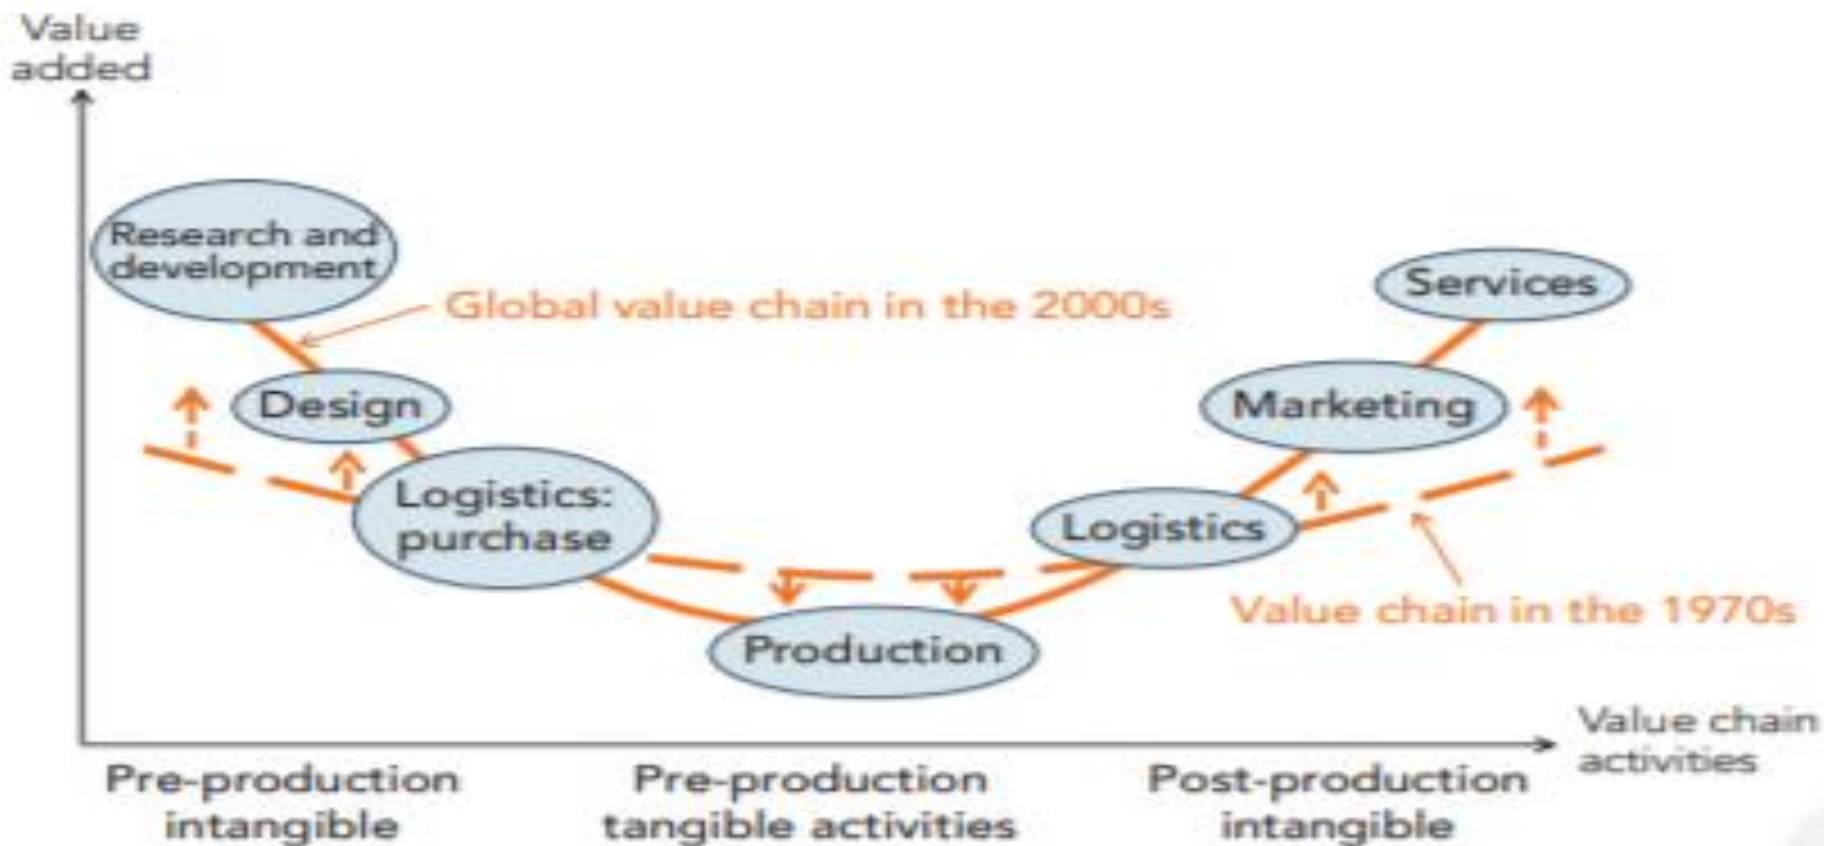 Value
added
Research and
development
Global value chain in the 2000s
Services
Design
Marketing
Logistics:
purchase
Logistics
Value chain in the 1970s
Production
Value chain
activities
Pre-production
intangible
Pre-production
tangible activities
Post-production
intangible